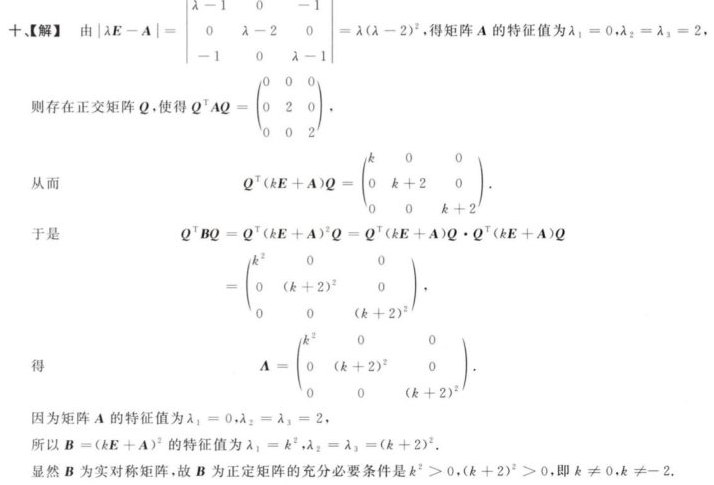 十、【解】 由|λE－A|＝|λ－1 0 －1; 0 λ－2 0; －1 0 λ－1|＝λ(λ－2)²,得矩阵 A 的特征值为λ₁＝0,λ₂＝λ₃＝2,
则存在正交矩阵 Q,使得 QᵀAQ＝(0 0 0; 0 2 0; 0 0 2),
从而 Qᵀ(kE＋A)Q＝(k 0 0; 0 k＋2 0; 0 0 k＋2).
于是 QᵀBQ＝Qᵀ(kE＋A)²Q＝Qᵀ(kE＋A)Q·Qᵀ(kE＋A)Q
＝(k² 0 0; 0 (k＋2)² 0; 0 0 (k＋2)²),
得 Λ＝(k² 0 0; 0 (k＋2)² 0; 0 0 (k＋2)²).
因为矩阵 A 的特征值为λ₁＝0,λ₂＝λ₃＝2,
所以 B＝(kE＋A)² 的特征值为λ₁＝k²,λ₂＝λ₃＝(k＋2)².
显然 B 为实对称矩阵,故 B 为正定矩阵的充分必要条件是 k²＞0,(k＋2)²＞0,即 k≠0,k≠－2.